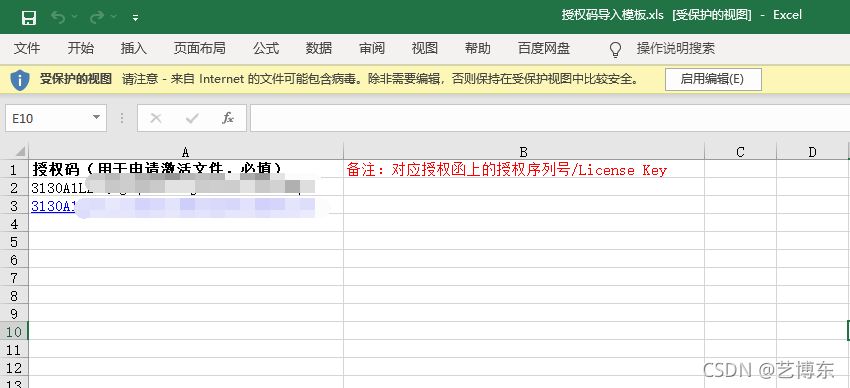 授权码导入模板.xls [受保护的视图] - Excel
文件 开始 插入 页面布局 公式 数据 审阅 视图 帮助 百度网盘 操作说明搜索
受保护的视图 请注意 - 来自 Internet 的文件可能包含病毒。除非需要编辑，否则保持在受保护视图中比较安全。 启用编辑(E)
E10 fx
A B C D
1 授权码（用于申请激活文件，必填） 备注：对应授权函上的授权序列号/License Key
2 3130A1L
3 3130A1
4
5
6
7
8
9
10
11
12
13
CSDN @艺博东